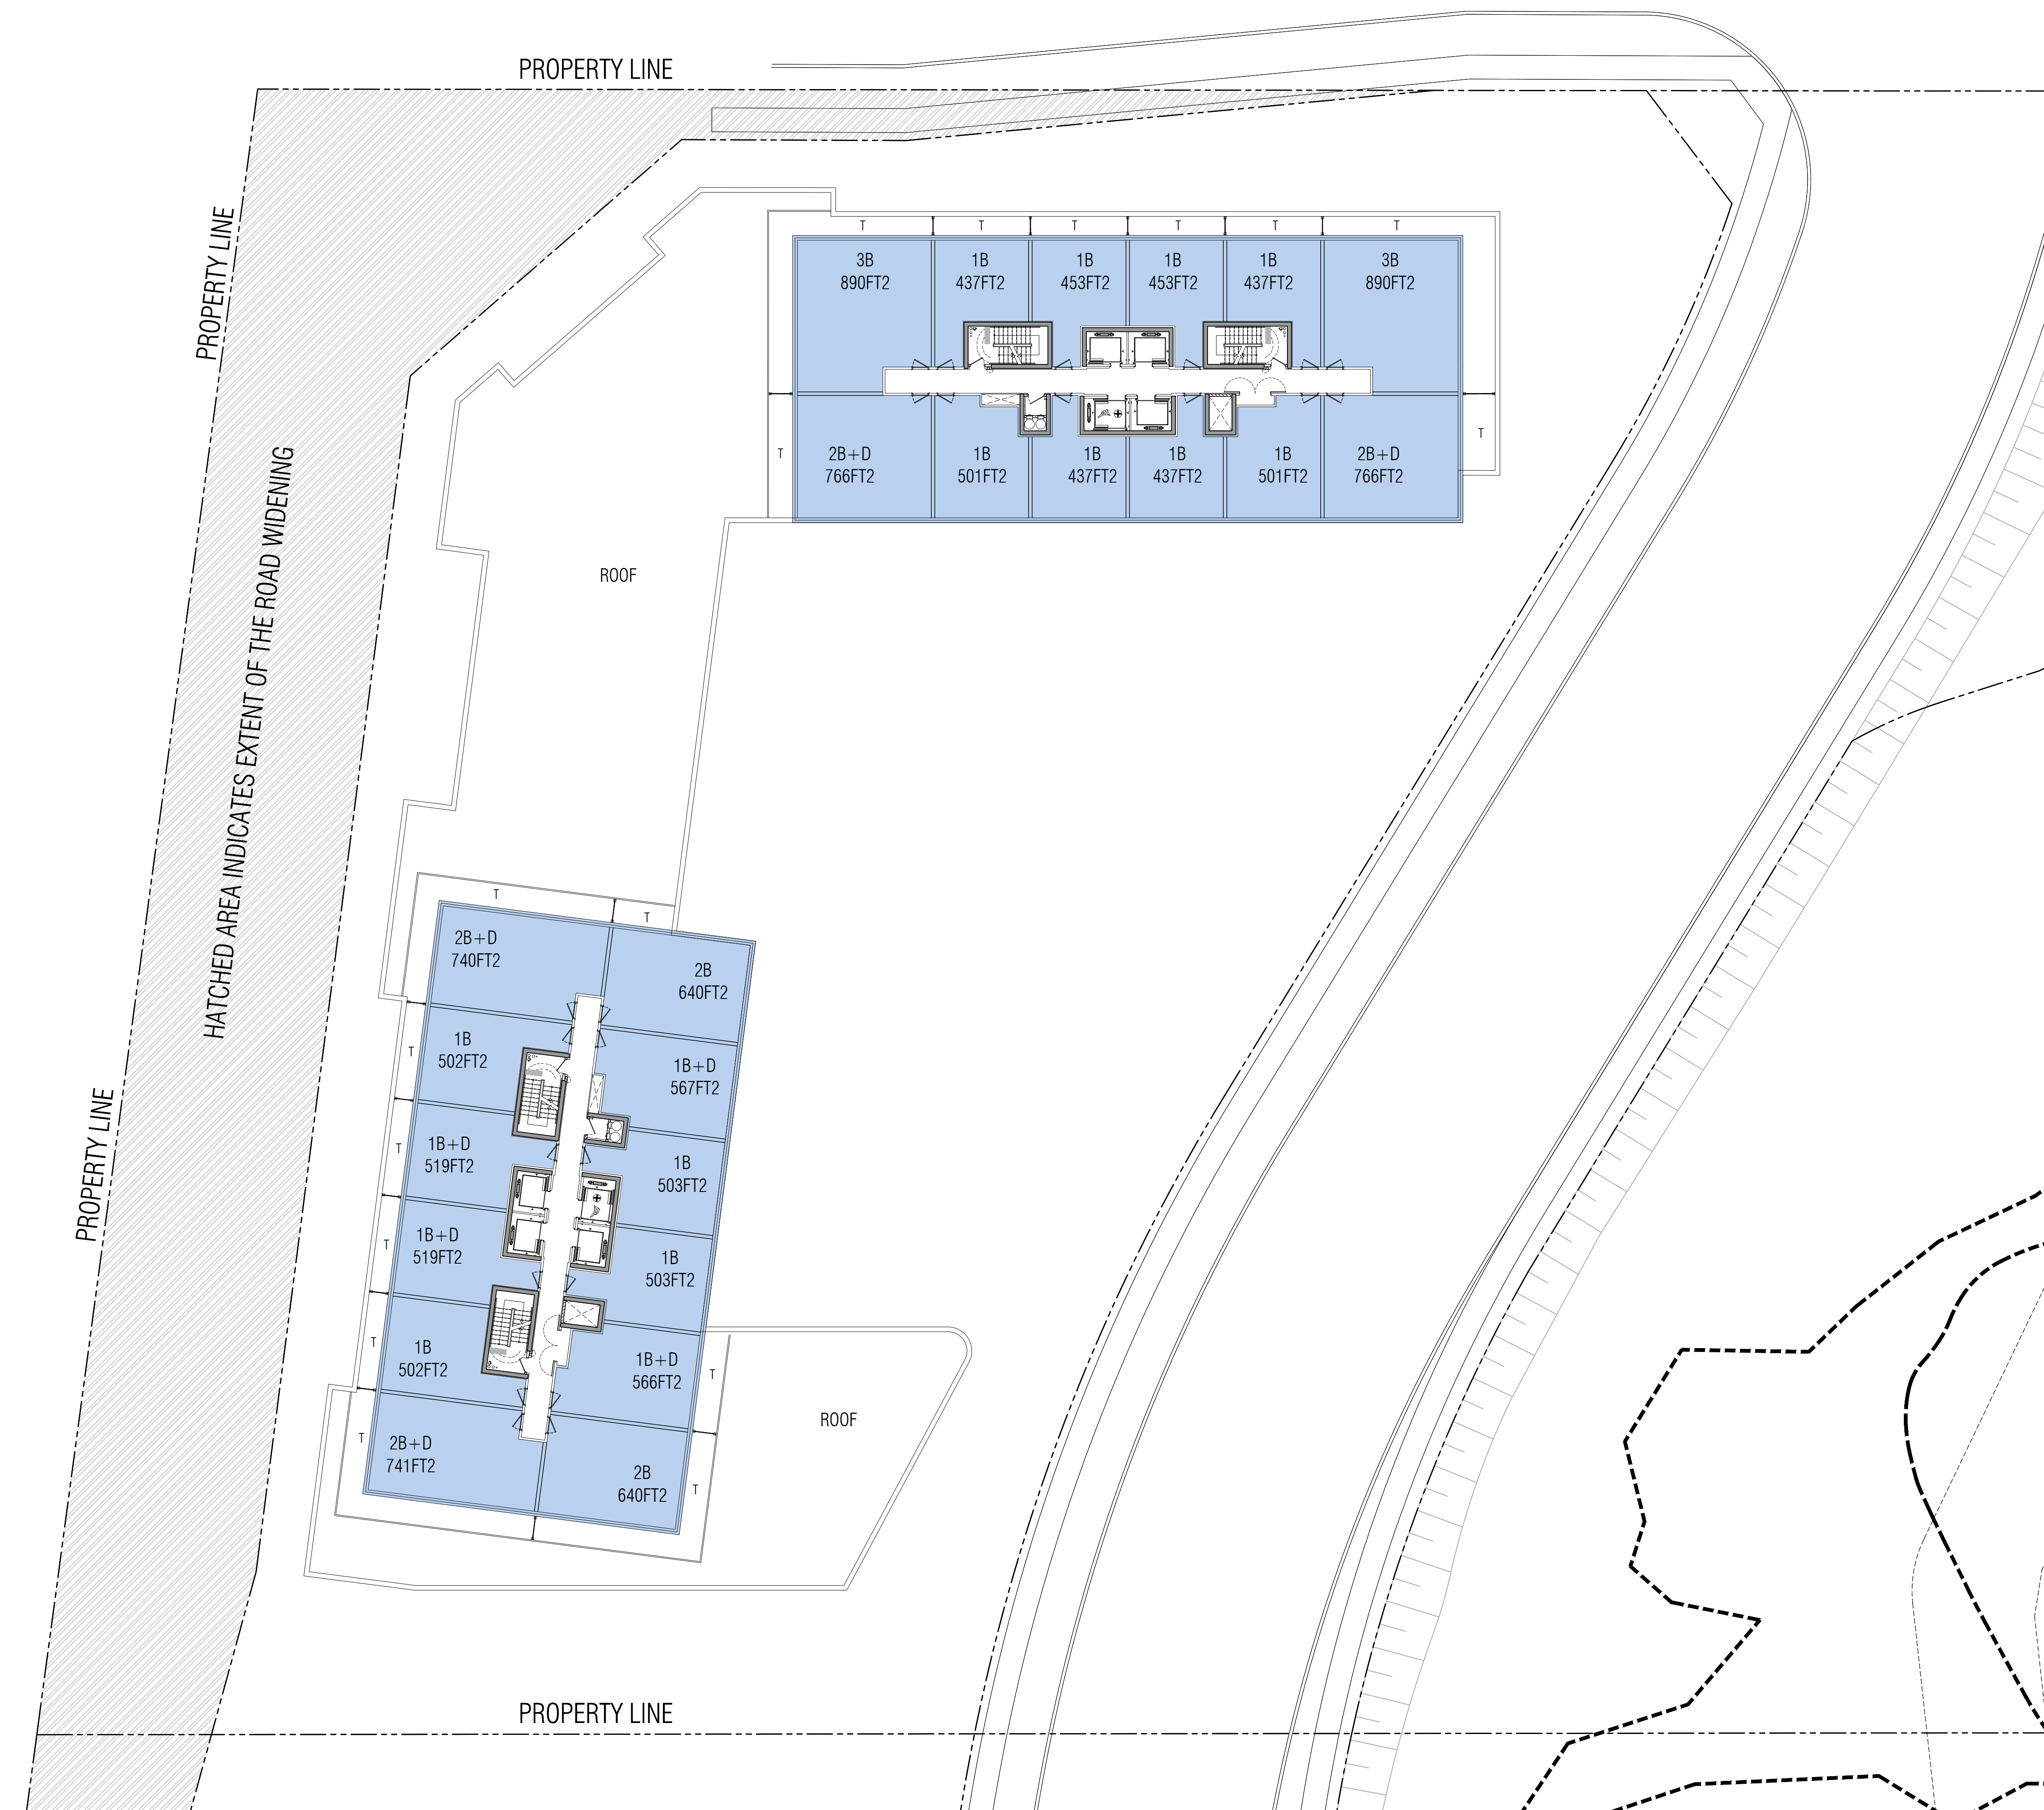 PROPERTY LINE
PROPERTY LINE
HATCHED AREA INDICATES EXTENT OF THE ROAD WIDENING
PROPERTY LINE
T
T
T
T
T
T
3B
890FT2
1B
437FT2
1B
453FT2
1B
453FT2
1B
437FT2
3B
890FT2
T
2B+D
766FT2
1B
501FT2
1B
437FT2
1B
437FT2
1B
501FT2
2B+D
766FT2
T
ROOF
T
T
2B+D
740FT2
2B
640FT2
T
1B
502FT2
1B+D
567FT2
T
1B+D
519FT2
1B
503FT2
T
1B+D
519FT2
1B
503FT2
T
1B
502FT2
1B+D
566FT2
T
T
2B+D
741FT2
2B
640FT2
T
ROOF
PROPERTY LINE